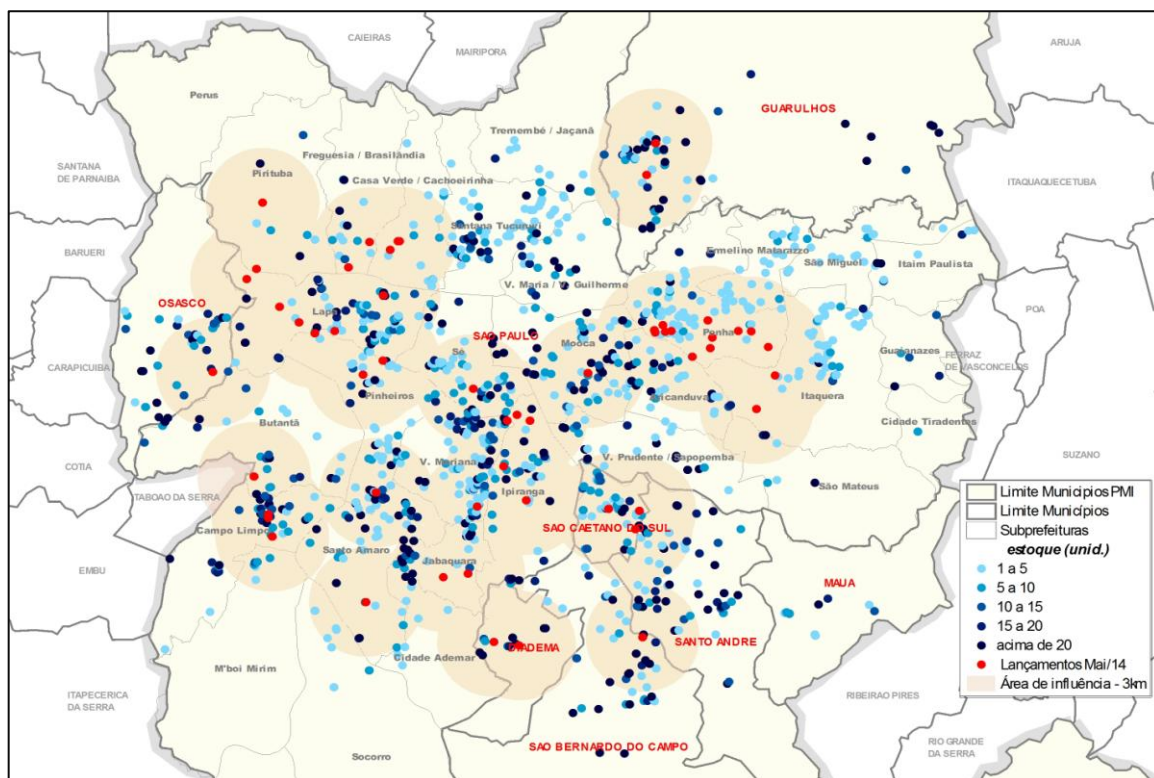 CAIEIRAS
MAIRIPORA
ARUJA
Perus
GUARULHOS
Tremembé / Jaçanã
SANTANA
DE PARNAIBA
Freguesia / Brasilândia
Pirituba
Casa Verde / Cachoeirinha
ITAQUAQUECETUBA
Santana Tucuruvi
BARUERI
Ermelino Matarazzo
São Miguel
Itaim Paulista
V. Maria / V. Guilherme
OSASCO
Lapa
SAO PAULO
Penha
POA
Mooca
Sé
Guaianazes
FERRAZ
DE VASCONCELOS
CARAPICUIBA
Pinheiros
Aricanduva
Itaquera
Butantã
Cidade Tiradentes
V. Prudente / Sapopemba
SUZANO
COTIA
V. Mariana
Ipiranga
São Mateus
TABOAO DA SERRA
Campo Limpo
SAO CAETANO DO SUL
Santo Amaro
Jabaquara
EMBU
MAUA
DIADEMA
SANTO ANDRE
Cidade Ademar
M'boi Mirim
ITAPECERICA
DA SERRA
RIBEIRAO PIRES
SAO BERNARDO DO CAMPO
RIO GRANDE
DA SERRA
Socorro
Limite Municipios PMI
Limite Municípios
Subprefeituras
estoque (unid.)
1 a 5
5 a 10
10 a 15
15 a 20
acima de 20
Lançamentos Mai/14
Área de influência - 3km